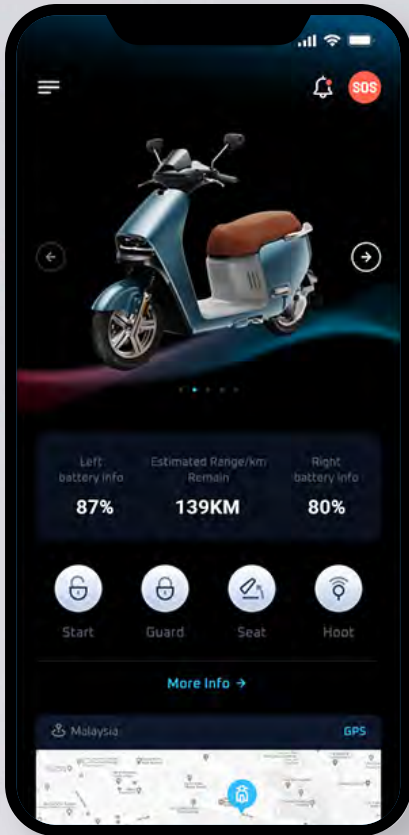 SOS
Left
battery info
Estimated Range/km
Remain
Right
battery info
87%
139KM
80%
Start
Guard
Seat
Hoot
More Info →
Malaysia
GPS